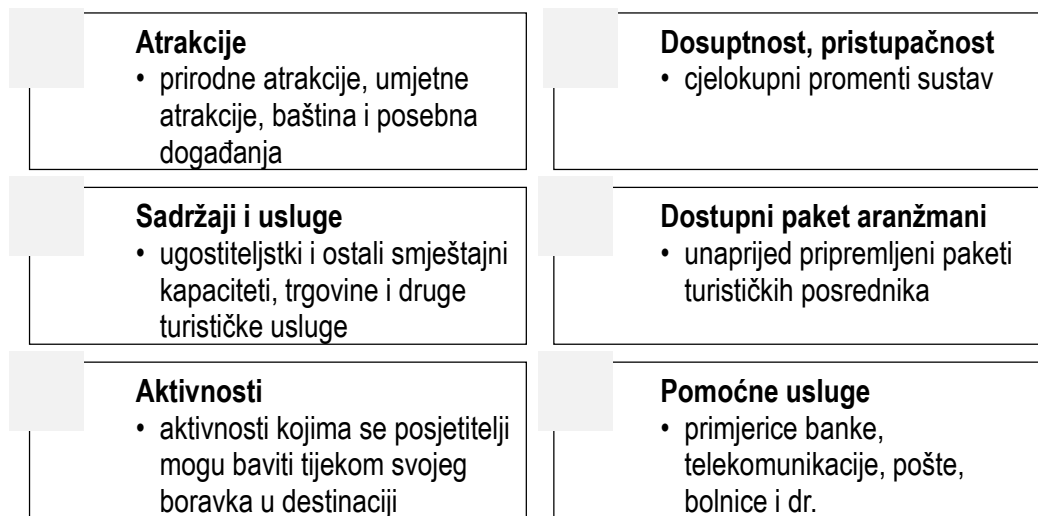 Atrakcije
• prirodne atrakcije, umjetne
atrakcije, baština i posebna
događanja
Dosuptnost, pristupačnost
• cjelokupni promenti sustav
Sadržaji i usluge
• ugostiteljstki i ostali smještajni
kapaciteti, trgovine i druge
turističke usluge
Dostupni paket aranžmani
• unaprijed pripremljeni paketi
turističkih posrednika
Aktivnosti
• aktivnosti kojima se posjetitelji
mogu baviti tijekom svojeg
boravka u destinaciji
Pomoćne usluge
• primjerice banke,
telekomunikacije, pošte,
bolnice i dr.